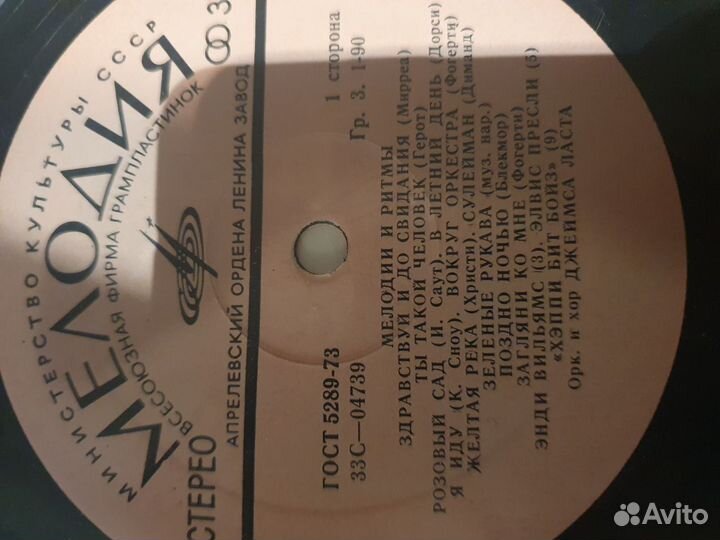 МИНИСТЕРСТВО КУЛЬТУРЫ СССР
МЕЛОДИЯ
ВСЕСОЮЗНАЯ ФИРМА ГРАМПЛАСТИНОК
СТЕРЕО
33
АПРЕЛЕВСКИЙ ОРДЕНА ЛЕНИНА ЗАВОД
ГОСТ 5289-73
1 сторона
33С—04739
Гр. 3. 1-90
МЕЛОДИИ И РИТМЫ
ЗДРАВСТВУЙ И ДО СВИДАНИЯ (Мирреа)
ТЫ ТАКОЙ ЧЕЛОВЕК (Герот)
РОЗОВЫЙ САД (И. Саут). В ЛЕТНИЙ ДЕНЬ (Дорси)
Я ИДУ (К. Сноу), ВОКРУГ ОРКЕСТРА (Фогерти)
ЖЕЛТАЯ РЕКА (Христи), СУЛЕЙМАН (Диманд)
ЗЕЛЕНЫЕ РУКАВА (муз. нар.)
ПОЗДНО НОЧЬЮ (Блекмор)
ЗАГЛЯНИ КО МНЕ (Фогерти)
ЭНДИ ВИЛЬЯМС (3), ЭЛВИС ПРЕСЛИ (5)
«ХЭППИ БИТ БОЙЗ» (9)
Орк. и хор ДЖЕЙМСА ЛАСТА
Avito